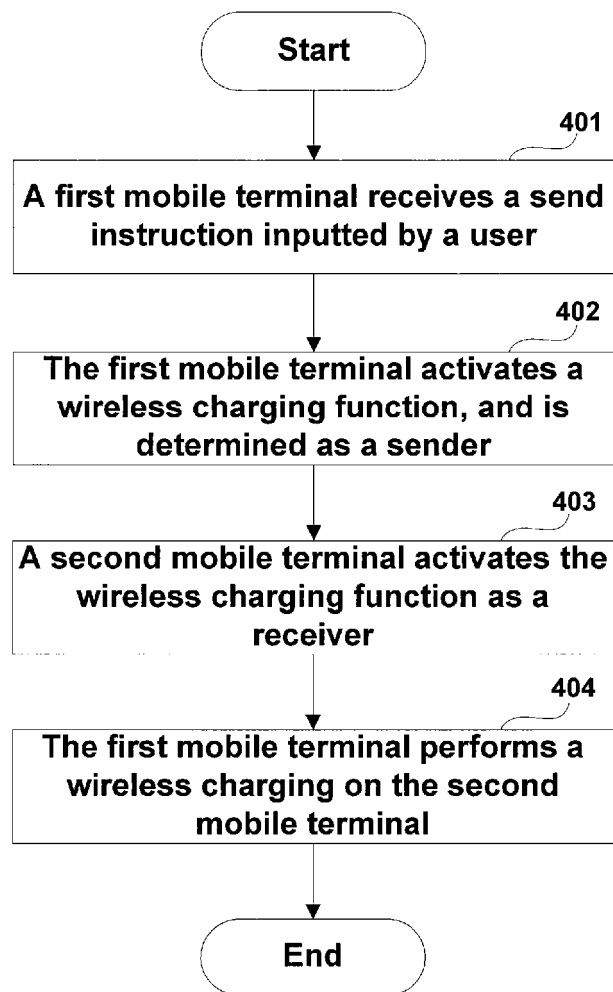 Start
401
A first mobile terminal receives a send
instruction inputted by a user
402
The first mobile terminal activates a
wireless charging function, and is
determined as a sender
403
A second mobile terminal activates the
wireless charging function as a
receiver
404
The first mobile terminal performs a
wireless charging on the second
mobile terminal
End